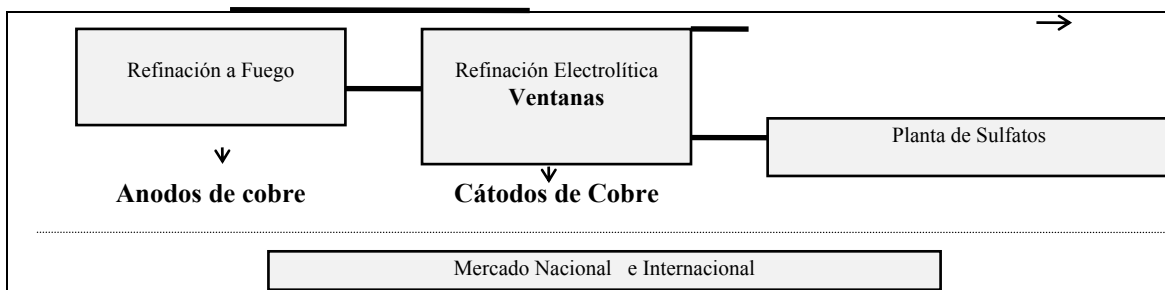 Refinación a Fuego
Refinación Electrolítica
Ventanas
Planta de Sulfatos
Anodos de cobre
Cátodos de Cobre
Mercado Nacional e Internacional